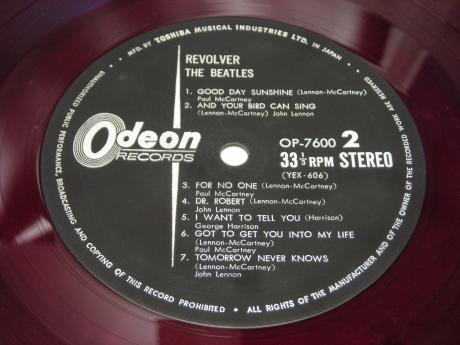 MFD. BY TOSHIBA MUSICAL INDUSTRIES LTD. IN JAPAN
REVOLVER
THE BEATLES
1. GOOD DAY SUNSHINE (Lennon-McCartney)
Paul McCartney
2. AND YOUR BIRD CAN SING
(Lennon-McCartney) John Lennon
Odeon
RECORDS
OP-7600 2
33⅓ RPM STEREO
(YEX-606)
3. FOR NO ONE (Lennon-McCartney)
Paul McCartney
4. DR. ROBERT (Lennon-McCartney)
John Lennon
5. I WANT TO TELL YOU (Harrison)
George Harrison
6. GOT TO GET YOU INTO MY LIFE
(Lennon-McCartney)
Paul McCartney
7. TOMORROW NEVER KNOWS
(Lennon-McCartney)
John Lennon
UNAUTHORIZED PUBLIC PERFORMANCE, BROADCASTING AND COPYING OF THIS RECORD PROHIBITED • ALL RIGHTS OF THE MANUFACTURER AND OF THE OWNER OF THE RECORDED WORK ARE RESERVED